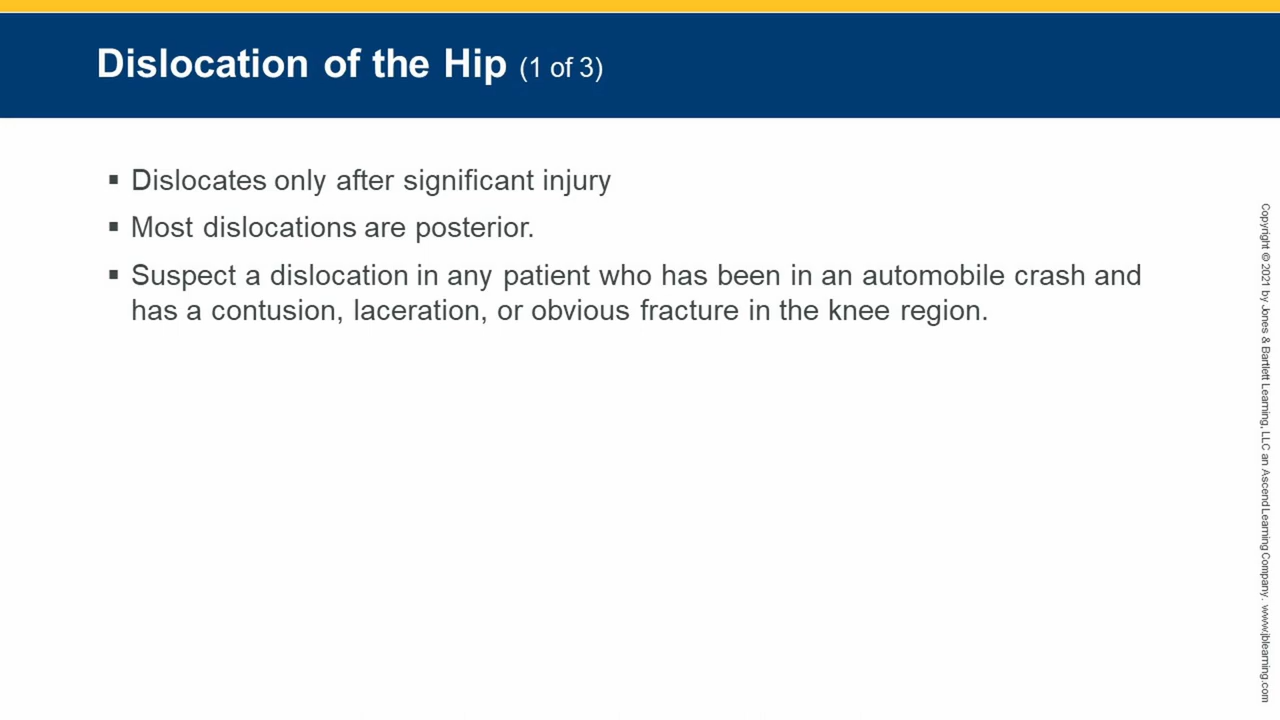 Dislocation of the Hip (1 of 3)
▪ Dislocates only after significant injury
▪ Most dislocations are posterior.
▪ Suspect a dislocation in any patient who has been in an automobile crash and
has a contusion, laceration, or obvious fracture in the knee region.
Copyright © 2021 by Jones & Bartlett Learning, LLC an Ascend Learning Company. www.jblearning.com